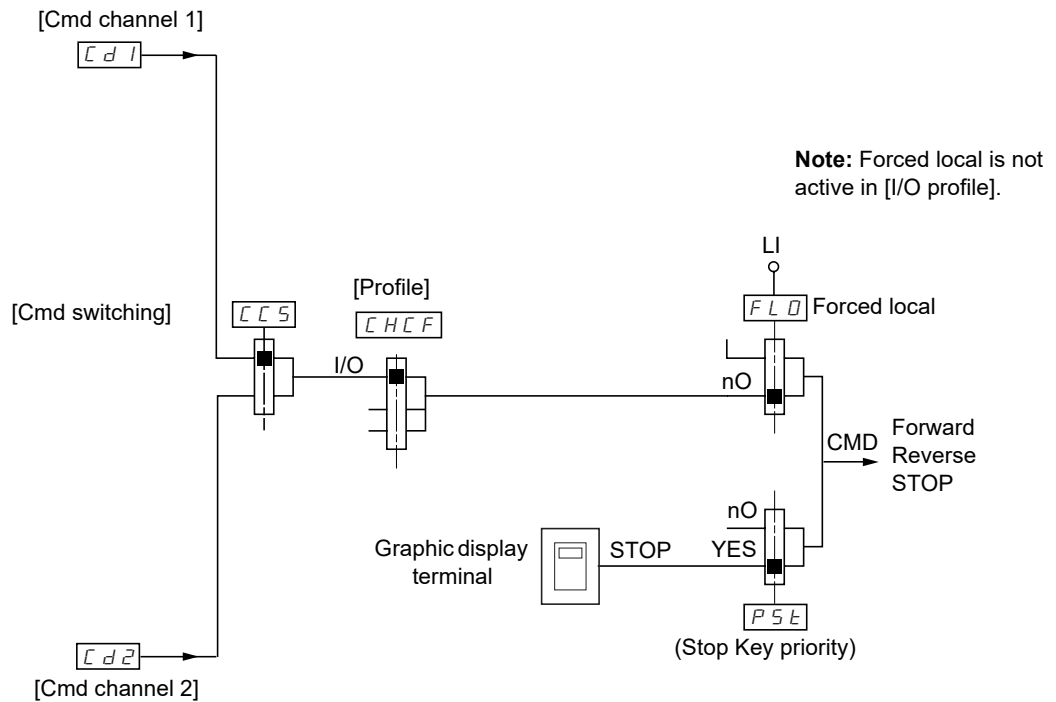 [Cmd channel 1]
Cd1
Note: Forced local is not
active in [I/O profile].
LI
[Cmd switching]
CCS
[Profile]
CHCF
FLO Forced local
I/O
nO
CMD
Forward
Reverse
STOP
nO
Graphic display
terminal
STOP
YES
PSt
(Stop Key priority)
Cd2
[Cmd channel 2]